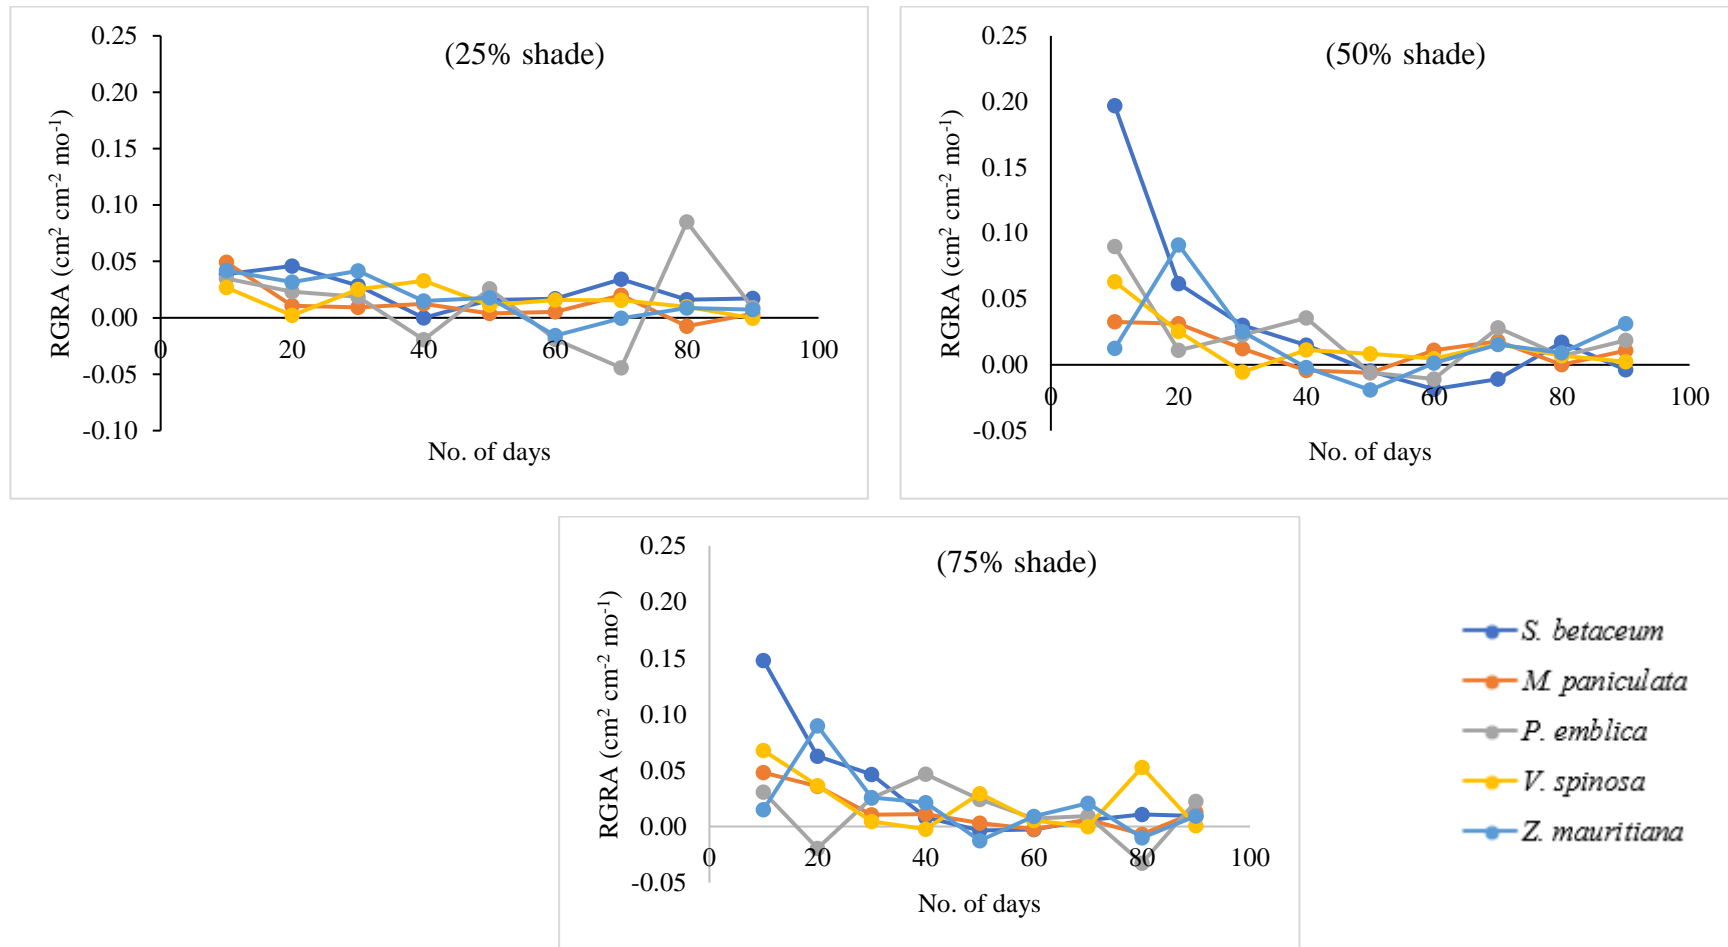 (25% shade)
0.25
0.20
0.15
0.10
0.05
0.00
-0.05
-0.10
0 20 40 60 80 100
RGRA (cm² cm⁻² mo⁻¹)
No. of days
(50% shade)
0.25
0.20
0.15
0.10
0.05
0.00
-0.05
0 20 40 60 80 100
RGRA (cm² cm⁻² mo⁻¹)
No. of days
(75% shade)
0.25
0.20
0.15
0.10
0.05
0.00
-0.05
0 20 40 60 80 100
RGRA (cm² cm⁻² mo⁻¹)
No. of days
S. betaceum
M. paniculata
P. emblica
V. spinosa
Z. mauritiana